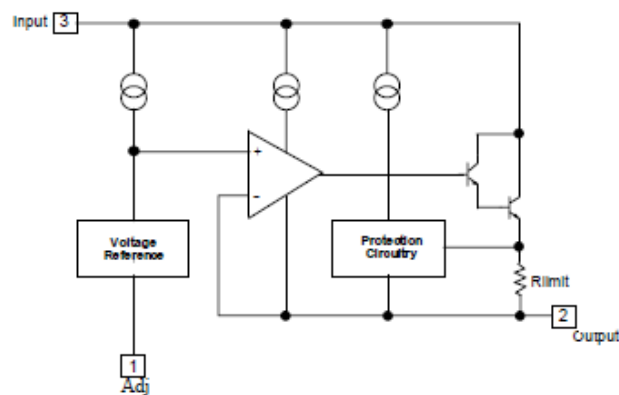 Input 3
+
-
Voltage
Reference
Protection
Circuitry
Rlimit
2
Output
1
Adj